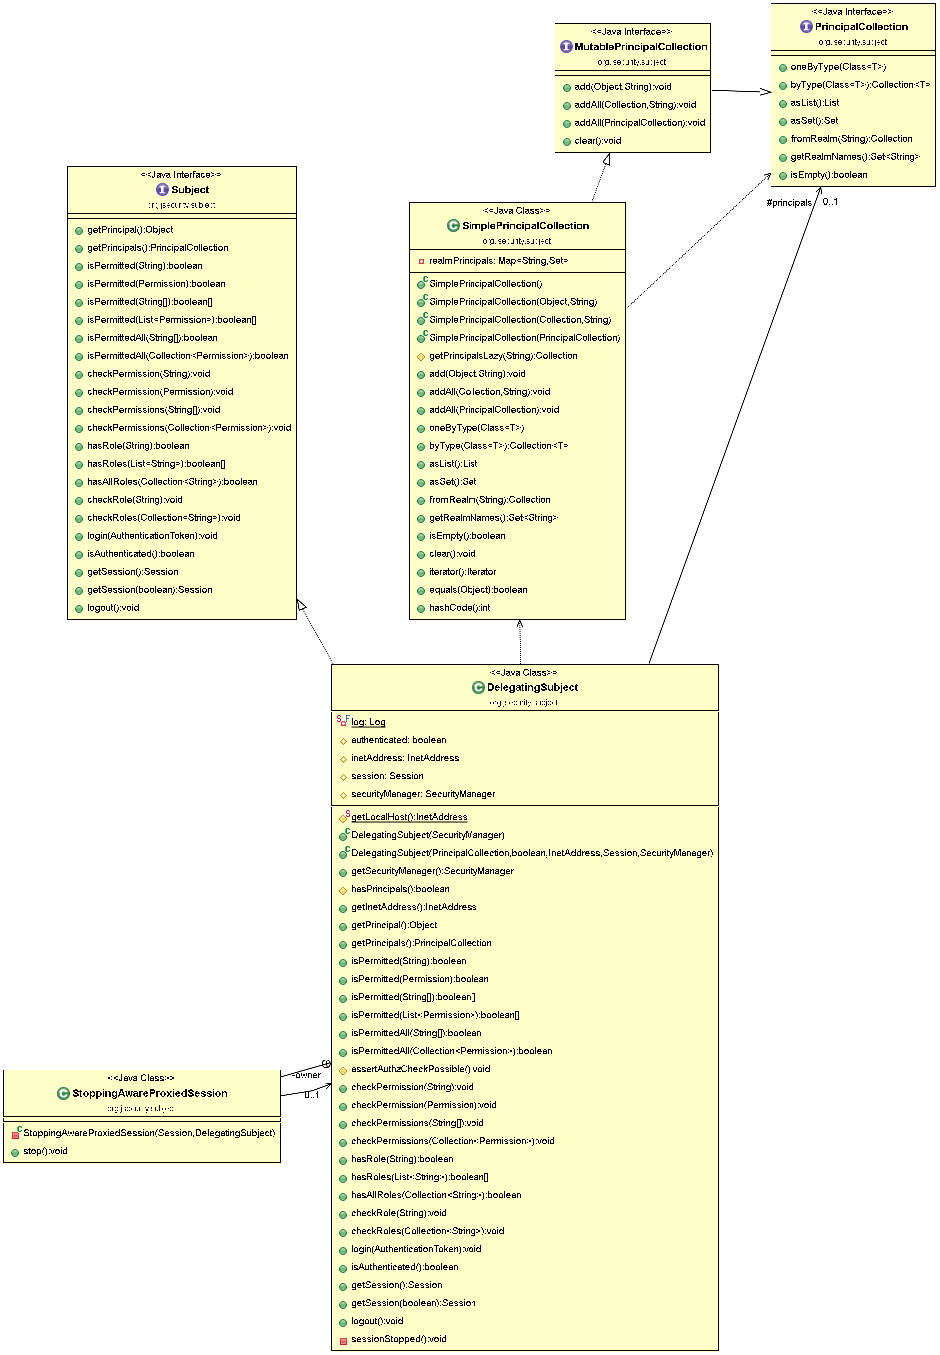 <<Java Interface>>
PrincipalCollection
org.jsecurity.subject
oneByType(Class<T>)
byType(Class<T>):Collection<T>
asList():List
asSet():Set
fromRealm(String):Collection
getRealmNames():Set<String>
isEmpty():boolean
<<Java Interface>>
MutablePrincipalCollection
org.jsecurity.subject
add(Object,String):void
addAll(Collection,String):void
addAll(PrincipalCollection):void
clear():void
#principals
0..1
<<Java Interface>>
Subject
org.jsecurity.subject
getPrincipal():Object
getPrincipals():PrincipalCollection
isPermitted(String):boolean
isPermitted(Permission):boolean
isPermitted(String[]):boolean[]
isPermitted(List<Permission>):boolean[]
isPermittedAll(String[]):boolean
isPermittedAll(Collection<Permission>):boolean
checkPermission(String):void
checkPermission(Permission):void
checkPermissions(String[]):void
checkPermissions(Collection<Permission>):void
hasRole(String):boolean
hasRoles(List<String>):boolean[]
hasAllRoles(Collection<String>):boolean
checkRole(String):void
checkRoles(Collection<String>):void
login(AuthenticationToken):void
isAuthenticated():boolean
getSession():Session
getSession(boolean):Session
logout():void
<<Java Class>>
SimplePrincipalCollection
org.jsecurity.subject
realmPrincipals: Map<String,Set>
SimplePrincipalCollection()
SimplePrincipalCollection(Object,String)
SimplePrincipalCollection(Collection,String)
SimplePrincipalCollection(PrincipalCollection)
getPrincipalsLazy(String):Collection
add(Object,String):void
addAll(Collection,String):void
addAll(PrincipalCollection):void
oneByType(Class<T>)
byType(Class<T>):Collection<T>
asList():List
asSet():Set
fromRealm(String):Collection
getRealmNames():Set<String>
isEmpty():boolean
clear():void
iterator():Iterator
equals(Object):boolean
hashCode():int
<<Java Class>>
DelegatingSubject
org.jsecurity.subject
log: Log
authenticated: boolean
inetAddress: InetAddress
session: Session
securityManager: SecurityManager
getLocalHost():InetAddress
DelegatingSubject(SecurityManager)
DelegatingSubject(PrincipalCollection,boolean,InetAddress,Session,SecurityManager)
getSecurityManager():SecurityManager
hasPrincipals():boolean
getInetAddress():InetAddress
getPrincipal():Object
getPrincipals():PrincipalCollection
isPermitted(String):boolean
isPermitted(Permission):boolean
isPermitted(String[]):boolean[]
isPermitted(List<Permission>):boolean[]
isPermittedAll(String[]):boolean
isPermittedAll(Collection<Permission>):boolean
assertAuthzCheckPossible():void
checkPermission(String):void
checkPermission(Permission):void
checkPermissions(String[]):void
checkPermissions(Collection<Permission>):void
hasRole(String):boolean
hasRoles(List<String>):boolean[]
hasAllRoles(Collection<String>):boolean
checkRole(String):void
checkRoles(Collection<String>):void
login(AuthenticationToken):void
isAuthenticated():boolean
getSession():Session
getSession(boolean):Session
logout():void
sessionStopped():void
-owner
0..1
<<Java Class>>
StoppingAwareProxiedSession
org.jsecurity.subject
StoppingAwareProxiedSession(Session,DelegatingSubject)
stop():void